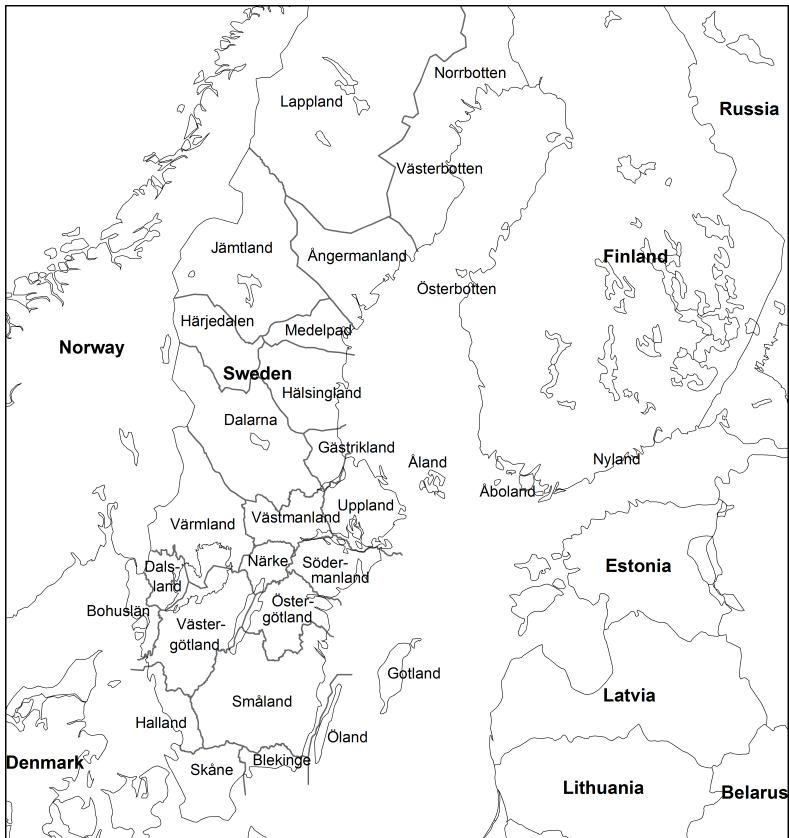 Norrbotten
Lappland
Russia
Västerbotten
Jämtland
Ångermanland
Finland
Österbotten
Härjedalen
Medelpad
Norway
Sweden
Hälsingland
Dalarna
Gästrikland
Åland
Nyland
Åboland
Uppland
Västmanland
Värmland
Närke
Söder-
manland
Dals-
land
Estonia
Bohuslän
Öster-
götland
Väster-
götland
Gotland
Småland
Latvia
Halland
Öland
Denmark
Skåne
Blekinge
Lithuania
Belarus